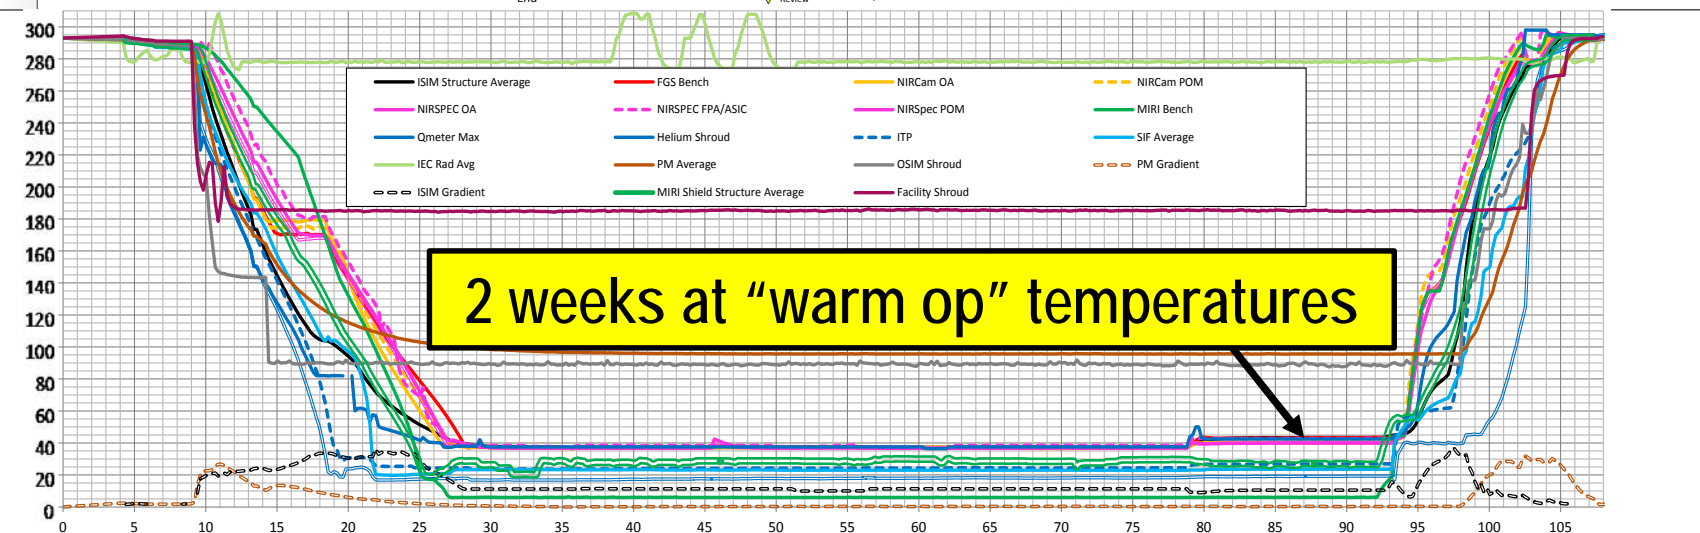 End
Review
300
280
260
240
220
200
180
160
140
120
100
80
60
40
20
0
ISIM Structure Average FGS Bench NIRCam OA NIRCam POM
NIRSPEC OA NIRSPEC FPA/ASIC NIRSpec POM MIRI Bench
Qmeter Max Helium Shroud ITP SIF Average
IEC Rad Avg PM Average OSIM Shroud PM Gradient
ISIM Gradient MIRI Shield Structure Average Facility Shroud
2 weeks at “warm op” temperatures
0 5 10 15 20 25 30 35 40 45 50 55 60 65 70 75 80 85 90 95 100 105